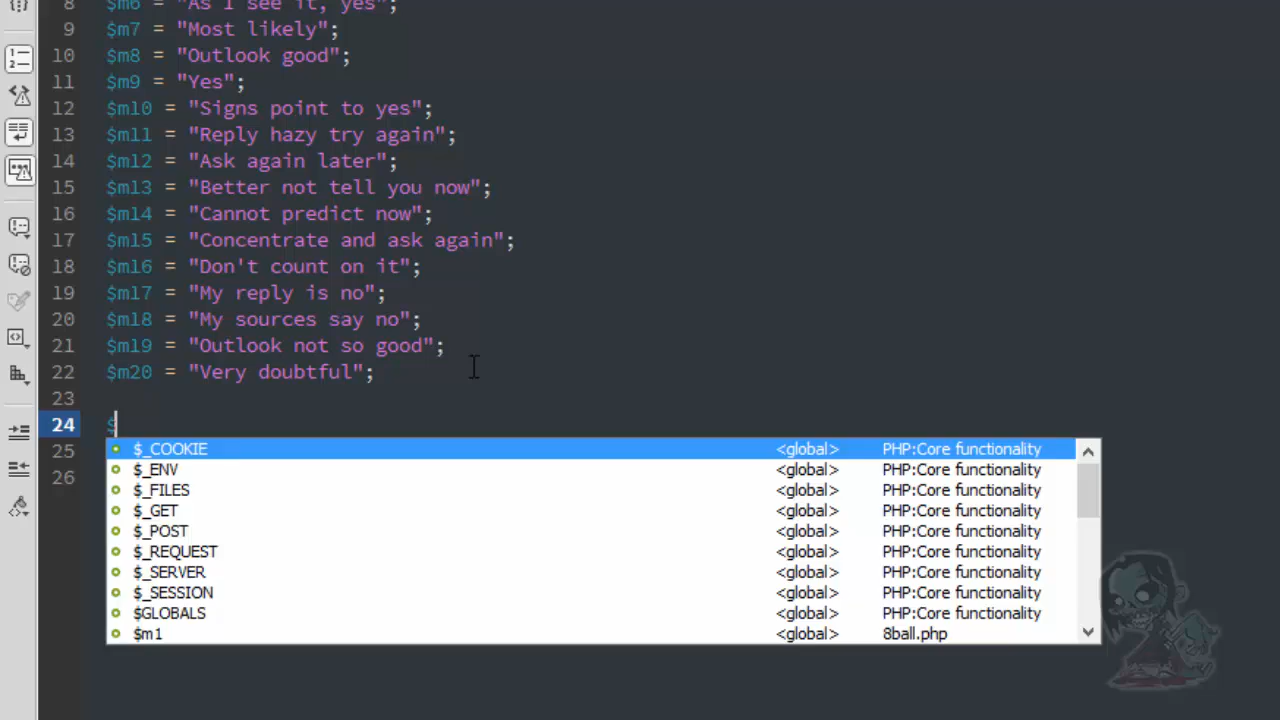 8 $m6 = "As I see it, yes";
9 $m7 = "Most likely";
10 $m8 = "Outlook good";
11 $m9 = "Yes";
12 $m10 = "Signs point to yes";
13 $m11 = "Reply hazy try again";
14 $m12 = "Ask again later";
15 $m13 = "Better not tell you now";
16 $m14 = "Cannot predict now";
17 $m15 = "Concentrate and ask again";
18 $m16 = "Don't count on it";
19 $m17 = "My reply is no";
20 $m18 = "My sources say no";
21 $m19 = "Outlook not so good";
22 $m20 = "Very doubtful";
23
24 $
25
26
$_COOKIE <global> PHP:Core functionality
$_ENV <global> PHP:Core functionality
$_FILES <global> PHP:Core functionality
$_GET <global> PHP:Core functionality
$_POST <global> PHP:Core functionality
$_REQUEST <global> PHP:Core functionality
$_SERVER <global> PHP:Core functionality
$_SESSION <global> PHP:Core functionality
$GLOBALS <global> PHP:Core functionality
$m1 <global> 8ball.php